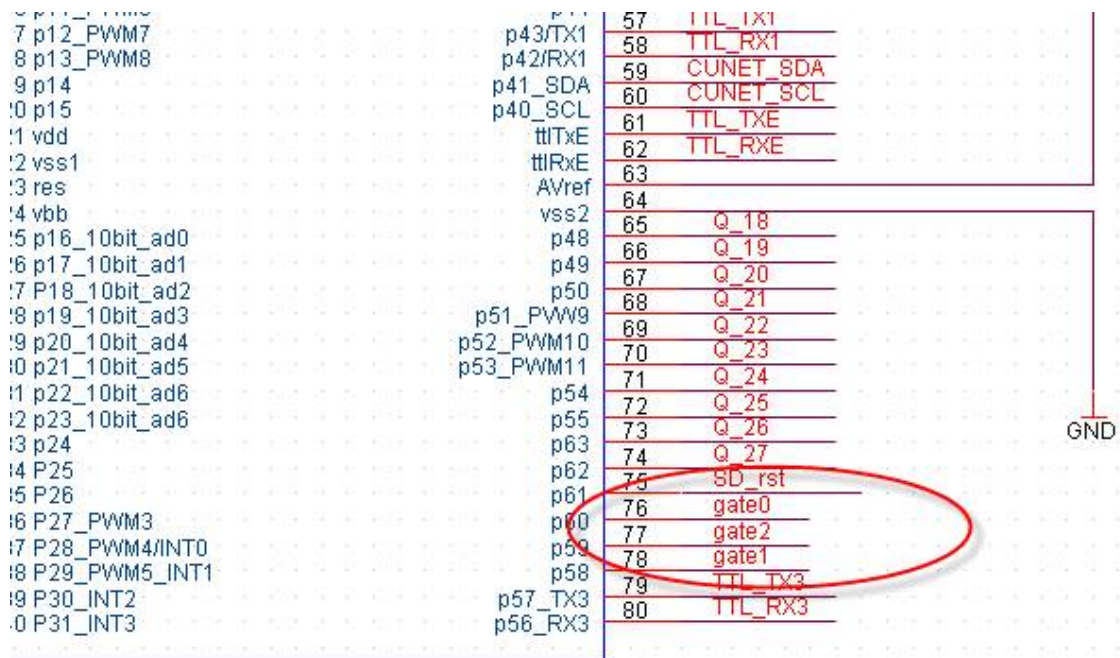 7 p12_PWM7
8 p13_PWM8
9 p14
0 p15
1 vdd
2 vss1
3 res
4 vbb
5 p16_10bit_ad0
6 p17_10bit_ad1
7 P18_10bit_ad2
8 p19_10bit_ad3
9 p20_10bit_ad4
0 p21_10bit_ad5
1 p22_10bit_ad6
2 p23_10bit_ad6
3 p24
4 P25
5 P26
6 P27_PWM3
7 P28_PWM4/INT0
8 P29_PWM5_INT1
9 P30_INT2
0 P31_INT3
p43/TX1
p42/RX1
p41_SDA
p40_SCL
ttlTxE
ttlRxE
AVref
vss2
p48
p49
p50
p51_PVW9
p52_PWM10
p53_PWM11
p54
p55
p63
p62
p61
p60
p59
p58
p57_TX3
p56_RX3
57 TTL_TX1
58 TTL_RX1
59 CUNET_SDA
60 CUNET_SCL
61 TTL_TXE
62 TTL_RXE
63
64
65 Q_18
66 Q_19
67 Q_20
68 Q_21
69 Q_22
70 Q_23
71 Q_24
72 Q_25
73 Q_26
74 Q_27
75 SD_rst
76 gate0
77 gate2
78 gate1
79 TTL_TX3
80 TTL_RX3
GND